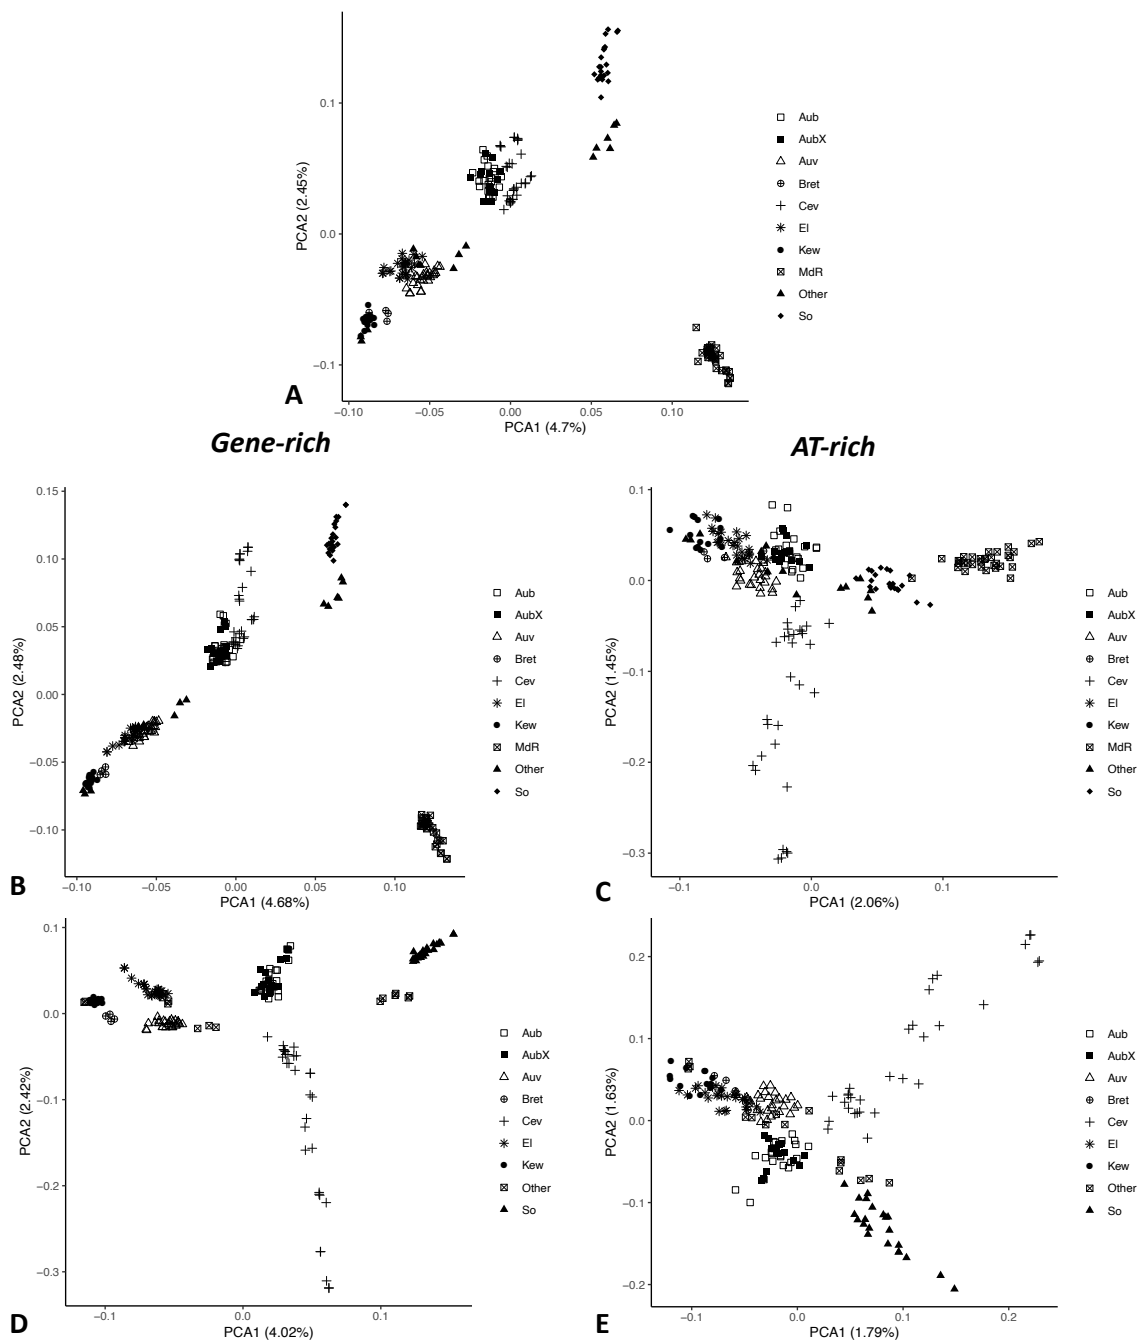 0.1
0.0
−0.1
PCA2 (2.45%)
−0.10
−0.05
0.00
0.05
0.10
PCA1 (4.7%)
Aub
AubX
Auv
Bret
Cev
EI
Kew
MdR
Other
So
A
Gene-rich
AT-rich
0.15
0.10
0.05
0.00
−0.05
−0.10
PCA2 (2.48%)
−0.10
−0.05
0.00
0.05
0.10
PCA1 (4.68%)
Aub
AubX
Auv
Bret
Cev
EI
Kew
MdR
Other
So
B
0.1
0.0
−0.1
−0.2
−0.3
PCA2 (1.45%)
−0.1
0.0
0.1
PCA1 (2.06%)
Aub
AubX
Auv
Bret
Cev
EI
Kew
MdR
Other
So
C
0.1
0.0
−0.1
−0.2
−0.3
PCA2 (2.42%)
−0.1
0.0
0.1
PCA1 (4.02%)
Aub
AubX
Auv
Bret
Cev
EI
Kew
Other
So
D
0.2
0.1
0.0
−0.1
−0.2
PCA2 (1.63%)
−0.1
0.0
0.1
0.2
PCA1 (1.79%)
Aub
AubX
Auv
Bret
Cev
EI
Kew
Other
So
E